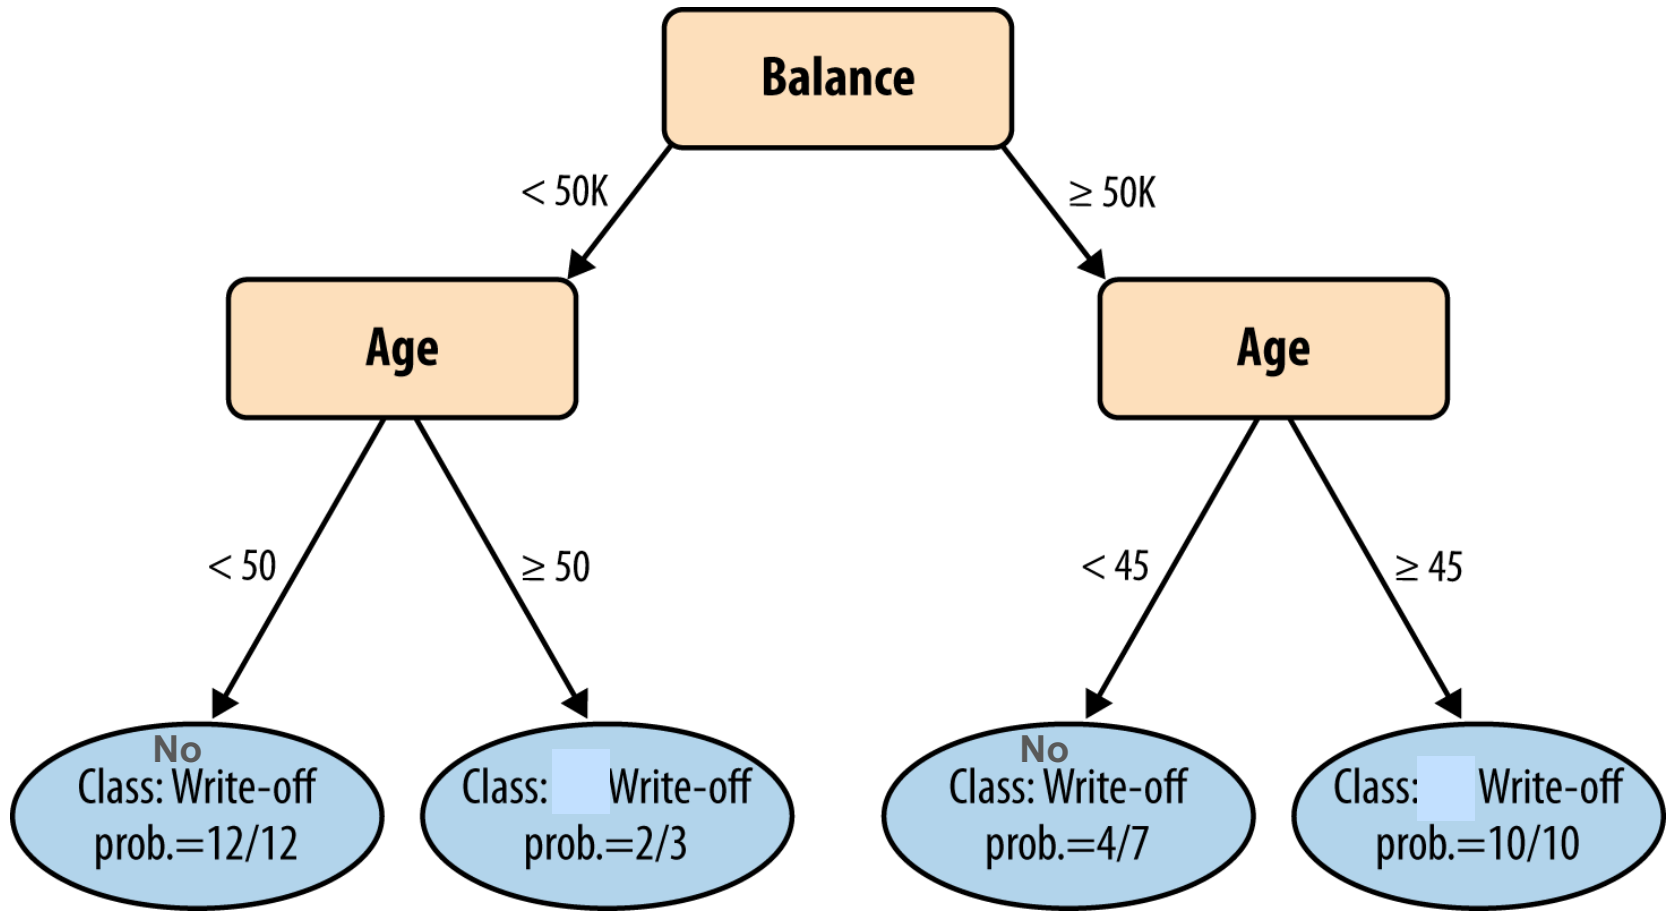 Balance
< 50K
≥ 50K
Age
Age
< 50
≥ 50
< 45
≥ 45
No
Class: Write-off
prob.=12/12
Class: Write-off
prob.=2/3
No
Class: Write-off
prob.=4/7
Class: Write-off
prob.=10/10